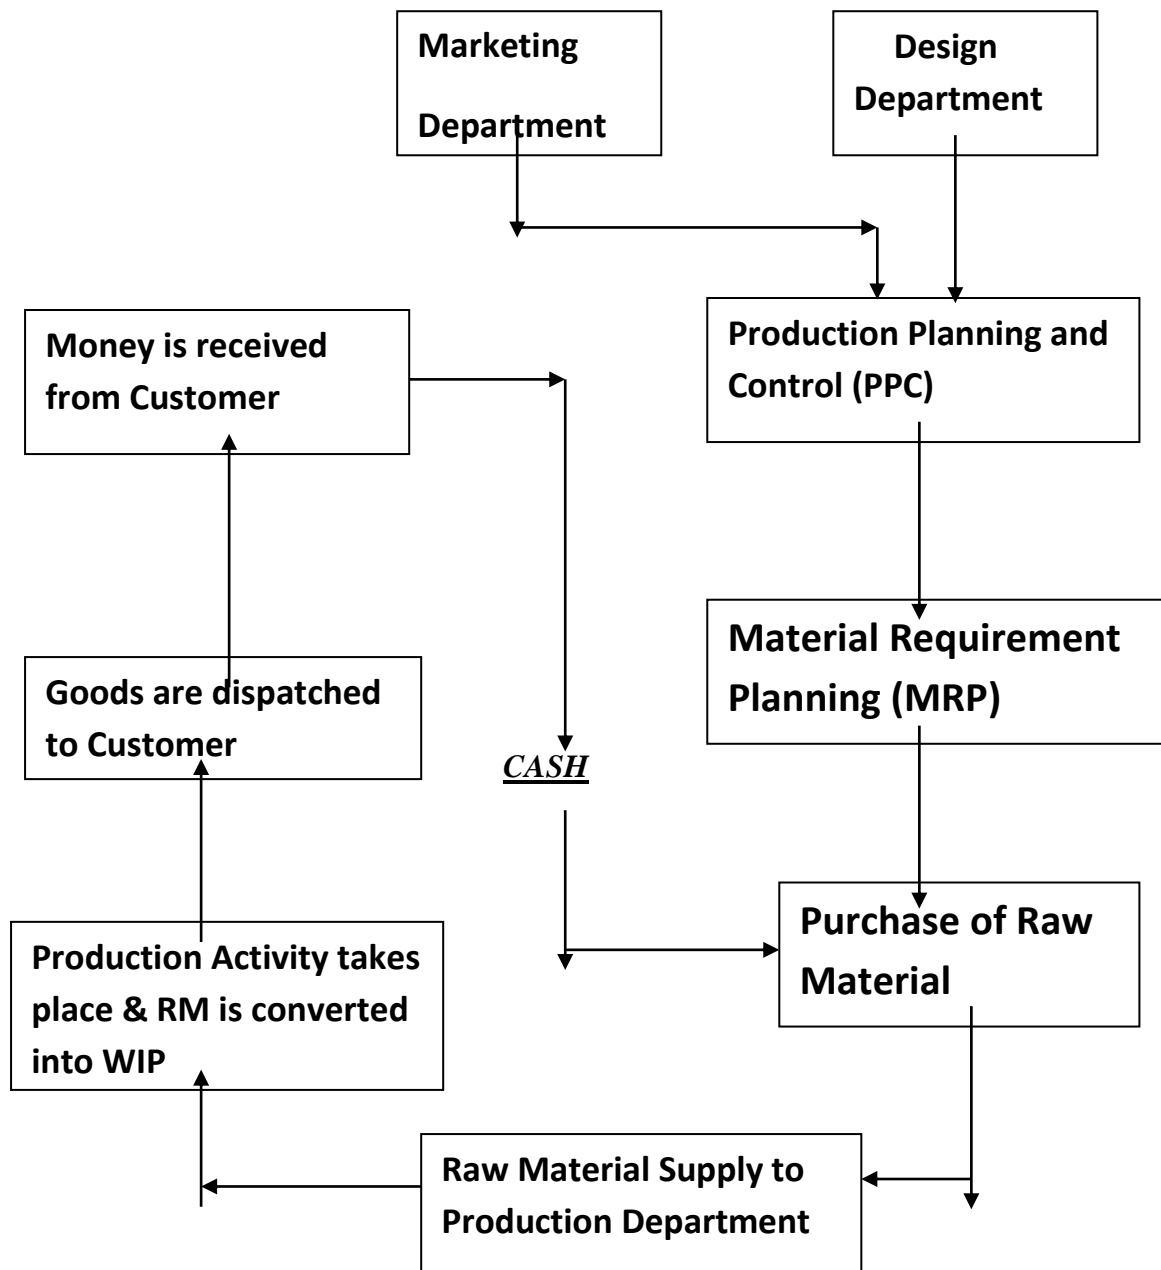 Marketing
Department
Design
Department
Money is received
from Customer
Production Planning and
Control (PPC)
Material Requirement
Planning (MRP)
Goods are dispatched
to Customer
CASH
Purchase of Raw
Material
Production Activity takes
place & RM is converted
into WIP
Raw Material Supply to
Production Department